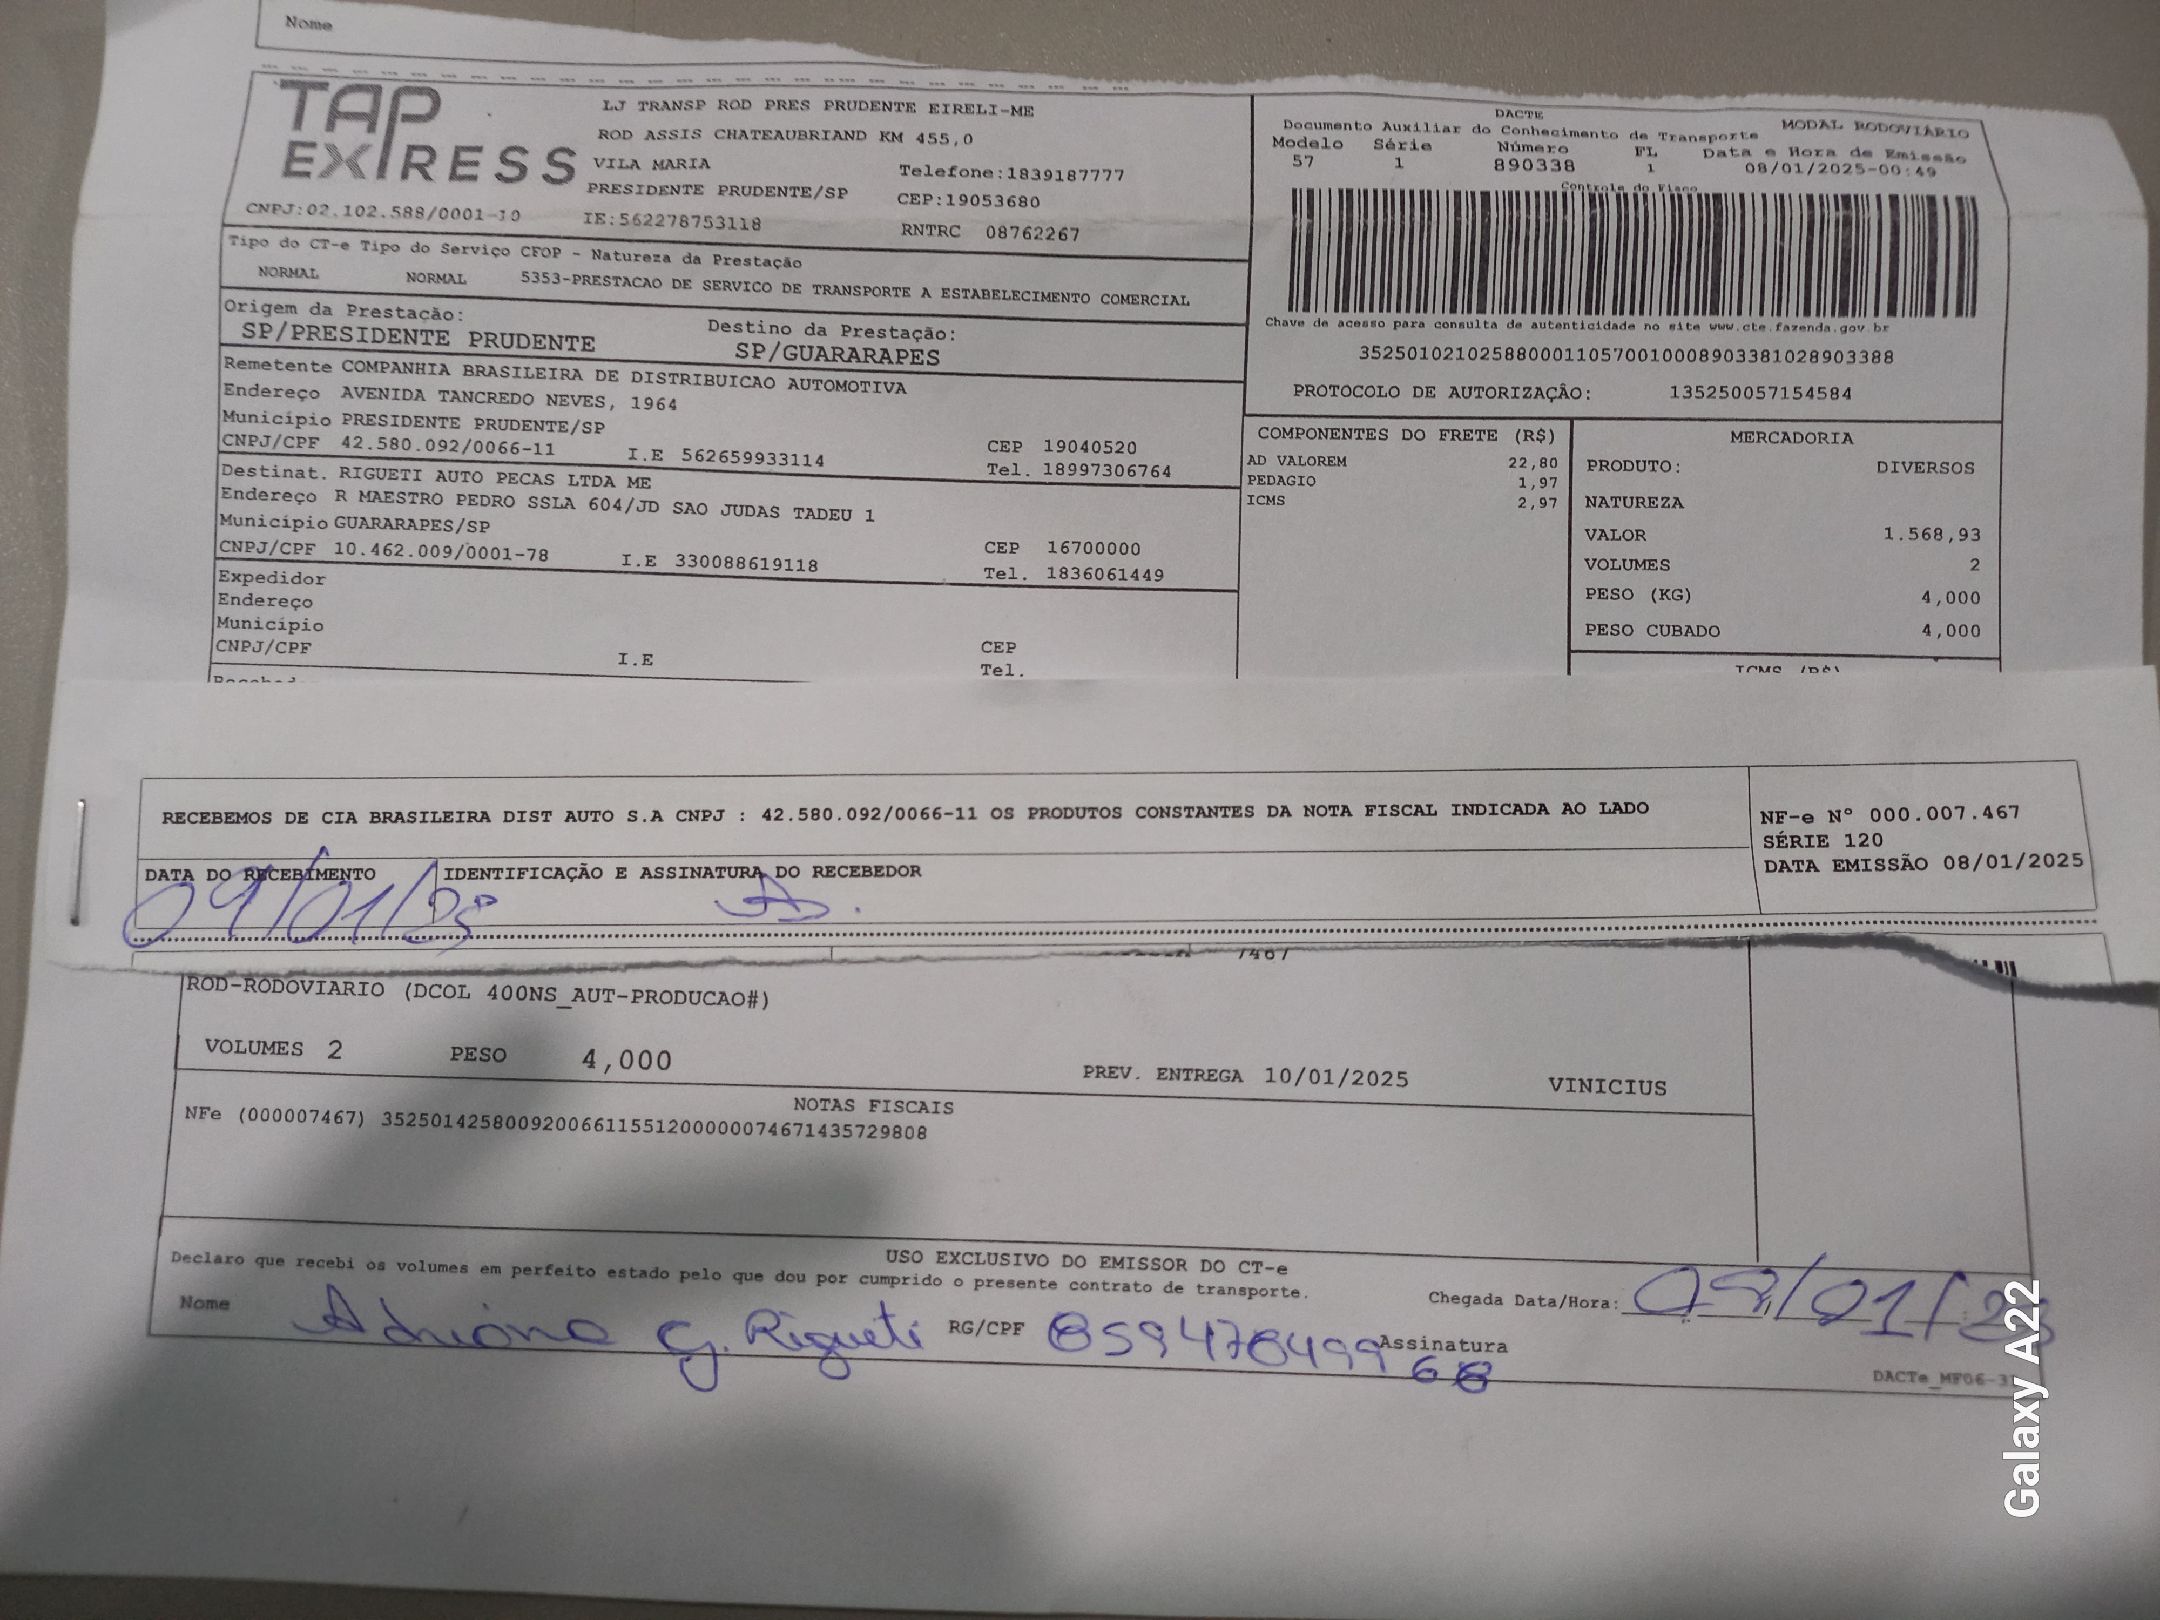 Nome
TAP EXPRESS
LJ TRANSP ROD PRES PRUDENTE EIRELI-ME
ROD ASSIS CHATEAUBRIAND KM 455,0
VILA MARIA Telefone:1839187777
PRESIDENTE PRUDENTE/SP CEP:19053680
CNPJ:02.102.588/0001-10 IE:562278753118 RNTRC 08762267
DACTE
Documento Auxiliar do Conhecimento de Transporte MODAL RODOVIÁRIO
Modelo Série Número FL Data e Hora de Emissão
57 1 890338 1 08/01/2025-00:49
Controle do Fisco
Chave de acesso para consulta de autenticidade no site www.cte.fazenda.gov.br
35250102102588000110570010008903381028903388
PROTOCOLO DE AUTORIZAÇÂO: 135250057154584
Tipo do CT-e Tipo do Serviço CFOP - Natureza da Prestação
NORMAL NORMAL 5353-PRESTACAO DE SERVICO DE TRANSPORTE A ESTABELECIMENTO COMERCIAL
Origem da Prestação: Destino da Prestação:
SP/PRESIDENTE PRUDENTE SP/GUARARAPES
Remetente COMPANHIA BRASILEIRA DE DISTRIBUICAO AUTOMOTIVA
Endereço AVENIDA TANCREDO NEVES, 1964
Município PRESIDENTE PRUDENTE/SP CEP 19040520
CNPJ/CPF 42.580.092/0066-11 I.E 562659933114 Tel. 18997306764
Destinat. RIGUETI AUTO PECAS LTDA ME
Endereço R MAESTRO PEDRO SSLA 604/JD SAO JUDAS TADEU 1
Município GUARARAPES/SP CEP 16700000
CNPJ/CPF 10.462.009/0001-78 I.E 330088619118 Tel. 1836061449
Expedidor
Endereço
Município CEP
CNPJ/CPF I.E Tel.
COMPONENTES DO FRETE (R$)
AD VALOREM 22,80
PEDAGIO 1,97
ICMS 2,97
MERCADORIA
PRODUTO: DIVERSOS
NATUREZA
VALOR 1.568,93
VOLUMES 2
PESO (KG) 4,000
PESO CUBADO 4,000
ICMS (R$)
RECEBEMOS DE CIA BRASILEIRA DIST AUTO S.A CNPJ : 42.580.092/0066-11 OS PRODUTOS CONSTANTES DA NOTA FISCAL INDICADA AO LADO
NF-e Nº 000.007.467
SÉRIE 120
DATA EMISSÃO 08/01/2025
DATA DO RECEBIMENTO IDENTIFICAÇÃO E ASSINATURA DO RECEBEDOR
09/01/25
7467
ROD-RODOVIARIO (DCOL 400NS_AUT-PRODUCAO#)
VOLUMES 2 PESO 4,000 PREV. ENTREGA 10/01/2025 VINICIUS
NOTAS FISCAIS
NFe (000007467) 35250142580092006611551200000074671435729808
USO EXCLUSIVO DO EMISSOR DO CT-e
Declaro que recebi os volumes em perfeito estado pelo que dou por cumprido o presente contrato de transporte.
Chegada Data/Hora:
Nome Adriana G. Rigueti RG/CPF Assinatura
Galaxy A22